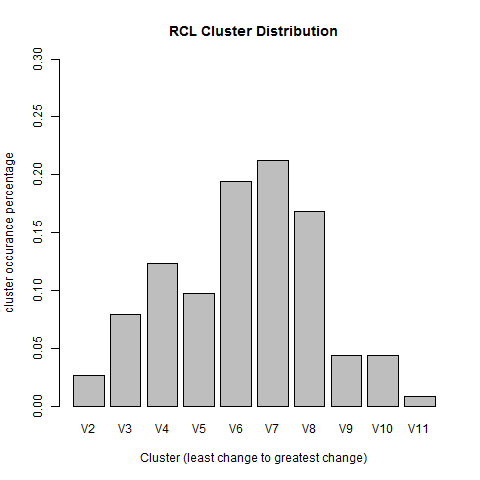 RCL Cluster Distribution
cluster occurance percentage
0.30
0.25
0.20
0.15
0.10
0.05
0.00
V2 V3 V4 V5 V6 V7 V8 V9 V10 V11
Cluster (least change to greatest change)